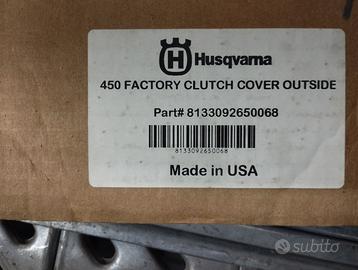 Husqvarna
450 FACTORY CLUTCH COVER OUTSIDE
Part# 8133092650068
8133092650068
Made in USA
subito